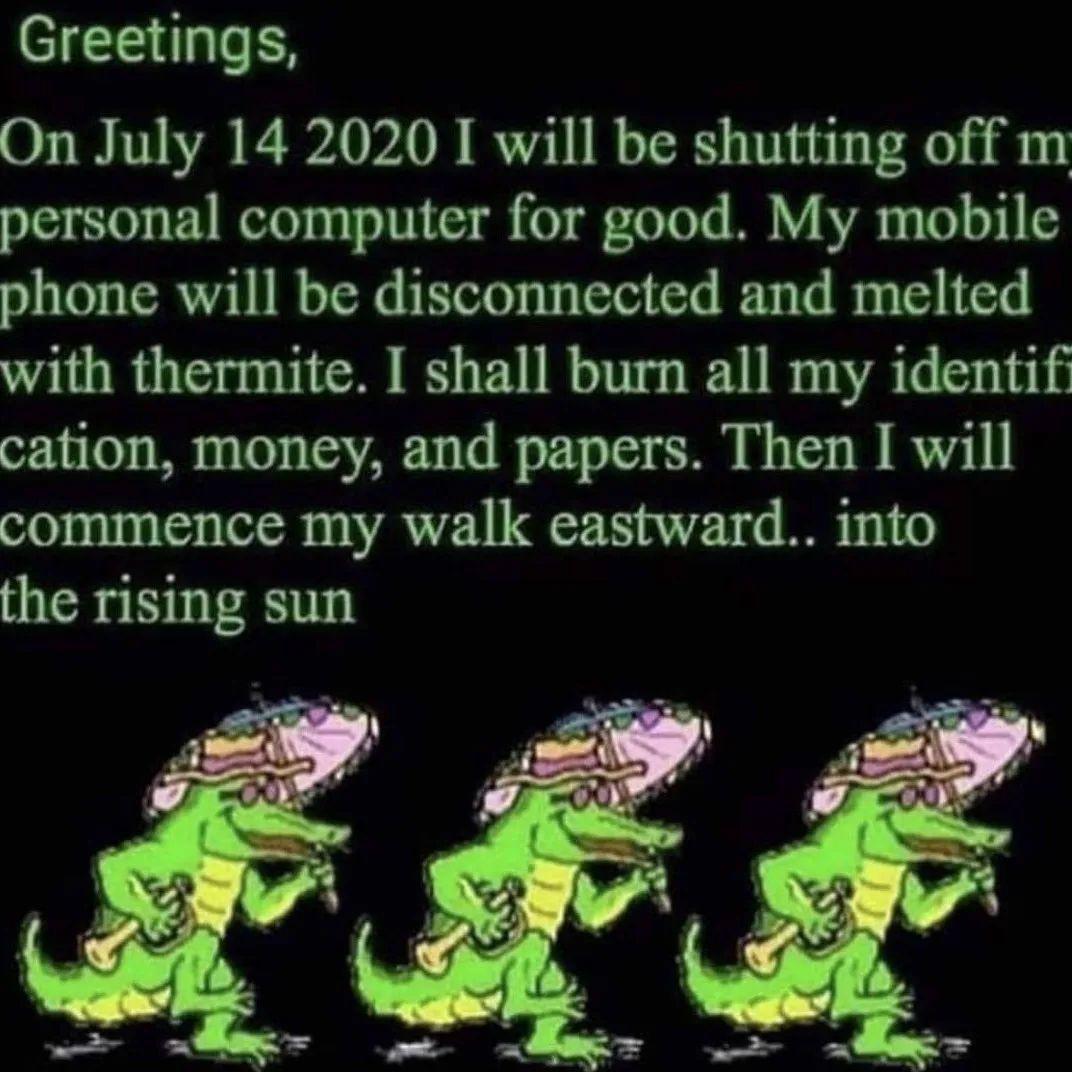 Greetings,
On July 14 2020 I will be shutting off my
personal computer for good. My mobile
phone will be disconnected and melted
with thermite. I shall burn all my identifi
cation, money, and papers. Then I will
commence my walk eastward.. into
the rising sun